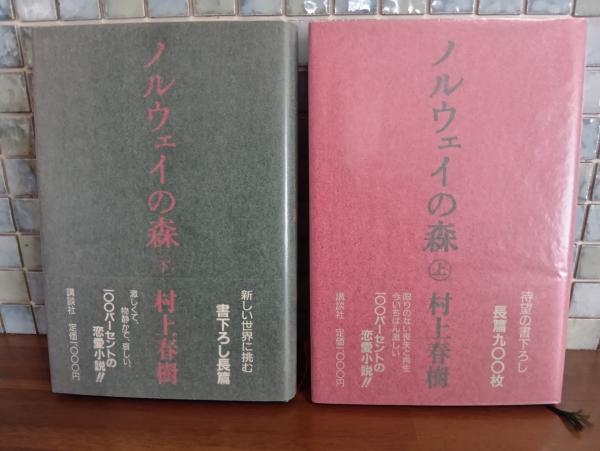 ノルウェイの森 下
村上春樹
新しい世界に挑む
書下ろし長篇
激しくて、
物静かで、哀しい、
一〇〇パーセントの
恋愛小説!!
講談社 定価一〇〇〇円
ノルウェイの森 上
村上春樹
待望の書下ろし
長篇九〇〇枚
限りのない喪失と再生
今いちばん激しい
一〇〇パーセントの
恋愛小説!!
講談社 定価一〇〇〇円